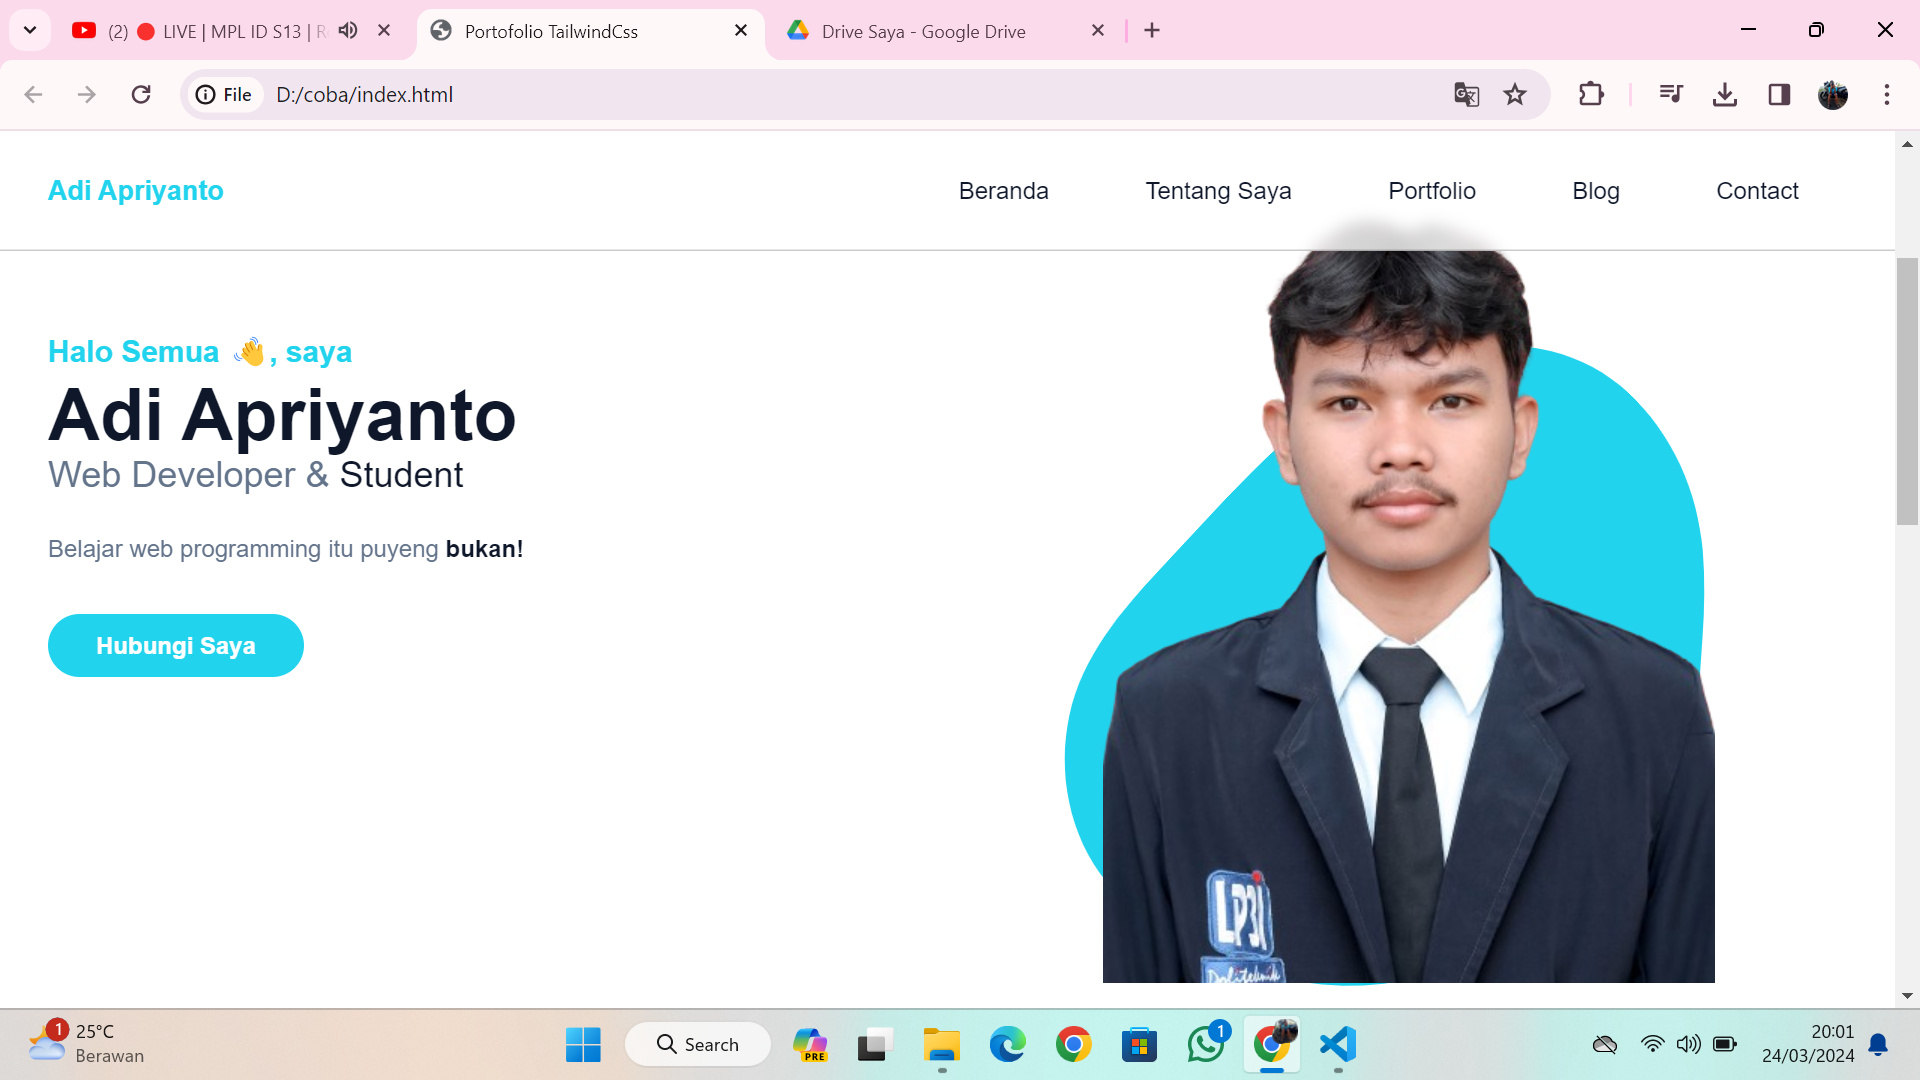 (2) 🔴 LIVE | MPL ID S13 | R
Portofolio TailwindCss
Drive Saya - Google Drive
File
D:/coba/index.html
Adi Apriyanto
Beranda
Tentang Saya
Portfolio
Blog
Contact
Halo Semua 👋, saya
Adi Apriyanto
Web Developer & Student
Belajar web programming itu puyeng bukan!
Hubungi Saya
LP3I
Politeknik
1
25°C
Berawan
Search
PRE
1
20:01
24/03/2024